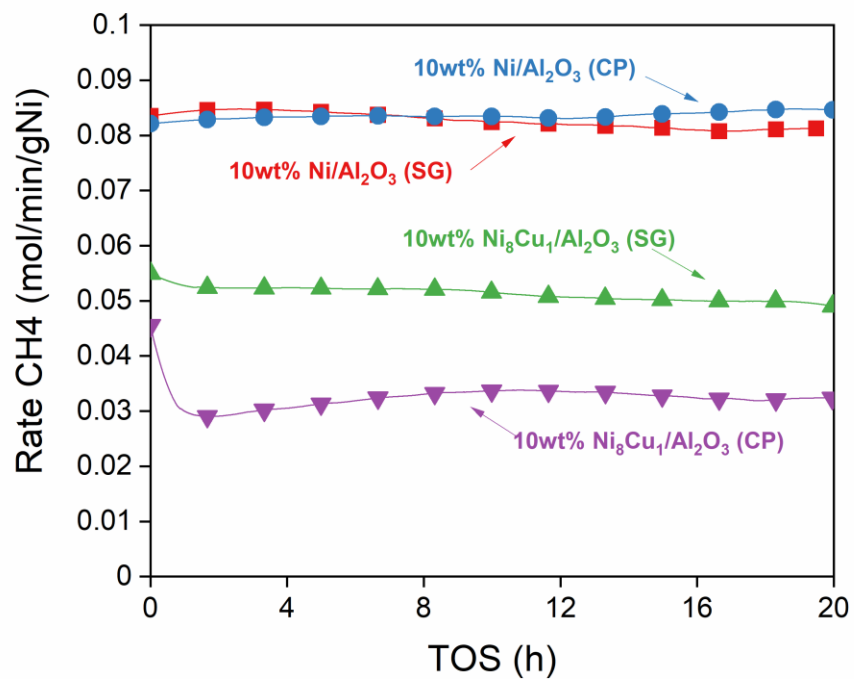 0.1
0.09
0.08
0.07
0.06
0.05
0.04
0.03
0.02
0.01
0
Rate CH4 (mol/min/gNi)
10wt% Ni/Al₂O₃ (CP)
10wt% Ni/Al₂O₃ (SG)
10wt% Ni₈Cu₁/Al₂O₃ (SG)
10wt% Ni₈Cu₁/Al₂O₃ (CP)
0 4 8 12 16 20
TOS (h)